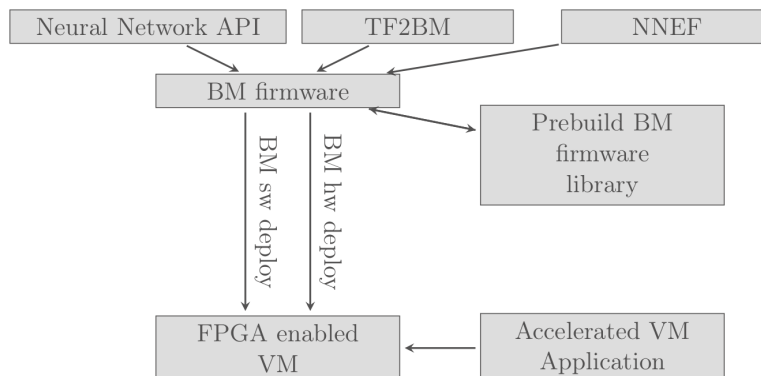 Neural Network API
TF2BM
NNEF
BM firmware
Prebuild BM
firmware
library
BM sw deploy
BM hw deploy
FPGA enabled
VM
Accelerated VM
Application